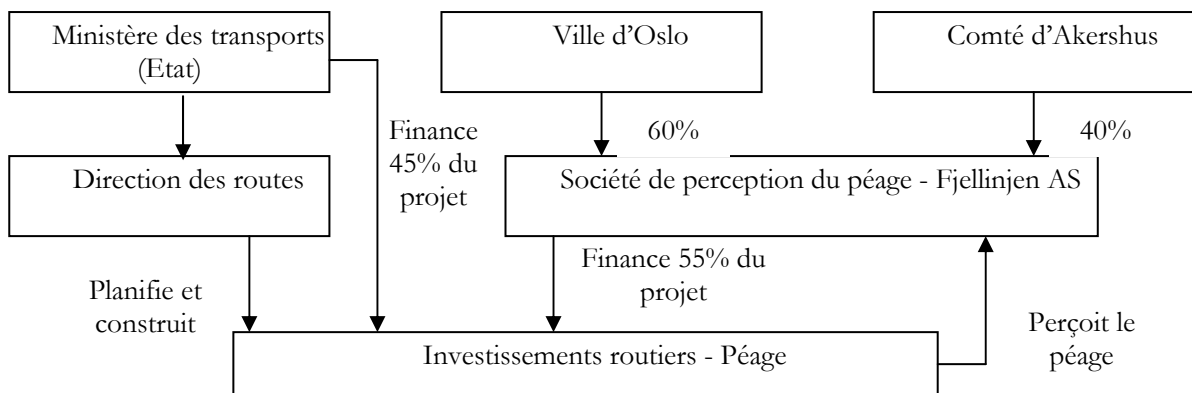 Ministère des transports
(Etat)
Ville d’Oslo
Comté d’Akershus
Finance
45% du
projet
60%
40%
Direction des routes
Société de perception du péage - Fjellinjen AS
Planifie et
construit
Finance 55% du
projet
Perçoit le
péage
Investissements routiers - Péage